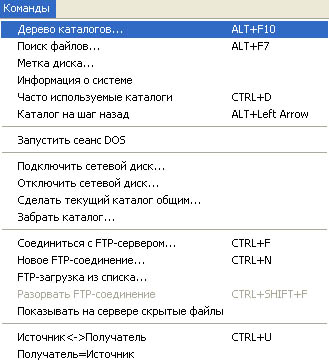 Команды
Дерево каталогов... ALT+F10
Поиск файлов... ALT+F7
Метка диска...
Информация о системе
Часто используемые каталоги CTRL+D
Каталог на шаг назад ALT+Left Arrow
Запустить сеанс DOS
Подключить сетевой диск...
Отключить сетевой диск...
Сделать текущий каталог общим...
Забрать каталог...
Соединиться с FTP-сервером... CTRL+F
Новое FTP-соединение... CTRL+N
FTP-загрузка из списка...
Разорвать FTP-соединение CTRL+SHIFT+F
Показывать на сервере скрытые файлы
Источник<->Получатель CTRL+U
Получатель=Источник